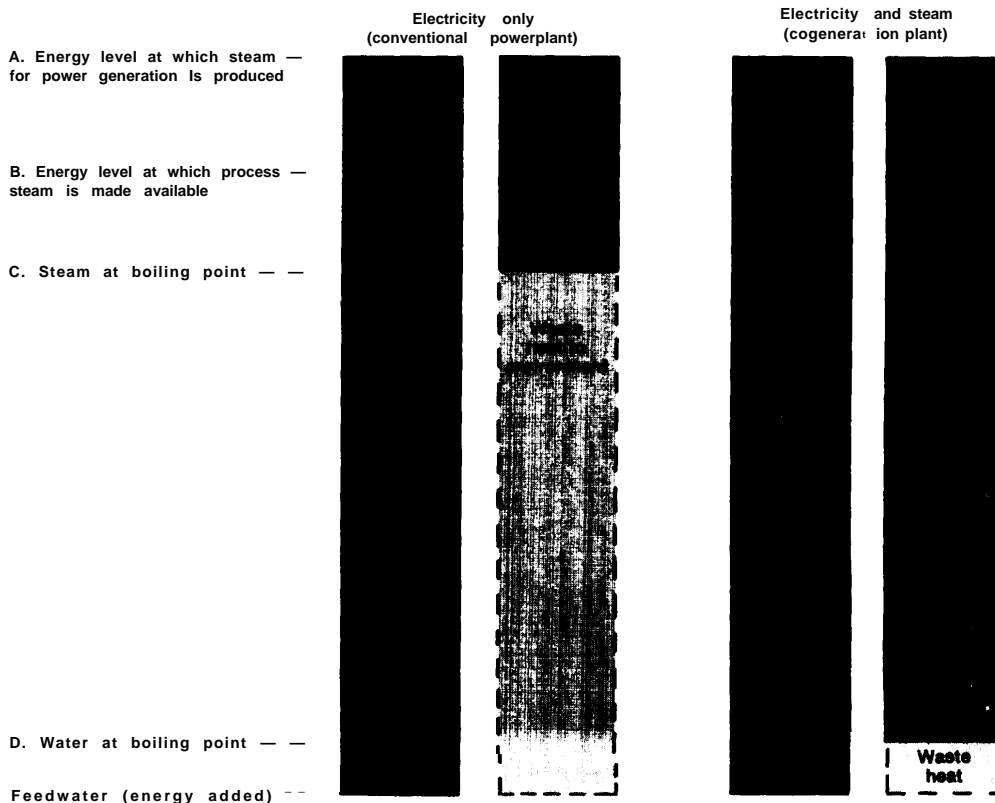 Electricity only
(conventional powerplant)
Electricity and steam
(cogenerat ion plant)
A. Energy level at which steam —
for power generation Is produced
B. Energy level at which process —
steam is made available
C. Steam at boiling point — —
Waste
D. Water at boiling point — —
Waste
heat
Feedwater (energy added) – –